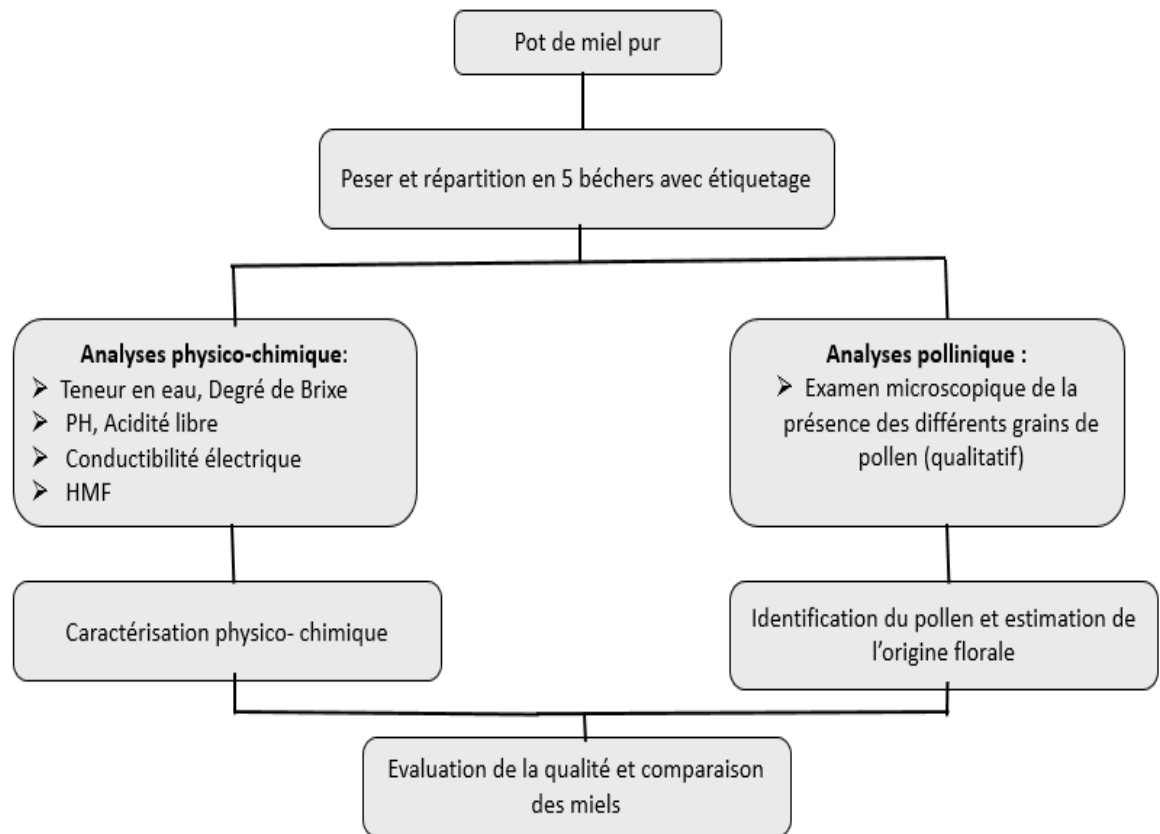 Pot de miel pur
Peser et répartition en 5 béchers avec étiquetage
Analyses physico-chimique:
➢ Teneur en eau, Degré de Brixe
➢ PH, Acidité libre
➢ Conductibilité électrique
➢ HMF
Analyses pollinique :
➢ Examen microscopique de la
présence des différents grains de
pollen (qualitatif)
Caractérisation physico- chimique
Identification du pollen et estimation de
l'origine florale
Evaluation de la qualité et comparaison
des miels